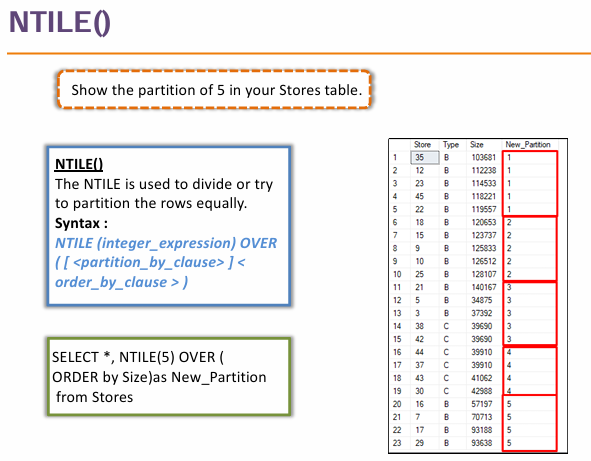 NTILE()
Show the partition of 5 in your Stores table.
NTILE()
The NTILE is used to divide or try
to partition the rows equally.
Syntax :
NTILE (integer_expression) OVER
( [ <partition_by_clause> ] <
order_by_clause > )
SELECT *, NTILE(5) OVER (
ORDER by Size)as New_Partition
from Stores
Store Type Size New_Partition
1 35 B 103681 1
2 12 B 112238 1
3 23 B 114533 1
4 45 B 118221 1
5 22 B 119557 1
6 18 B 120653 2
7 15 B 123737 2
8 9 B 125833 2
9 10 B 126512 2
10 25 B 128107 2
11 21 B 140167 3
12 5 B 34875 3
13 3 B 37392 3
14 38 C 39690 3
15 42 C 39690 3
16 44 C 39910 4
17 37 C 39910 4
18 43 C 41062 4
19 30 C 42988 4
20 16 B 57197 5
21 7 B 70713 5
22 17 B 93188 5
23 29 B 93638 5